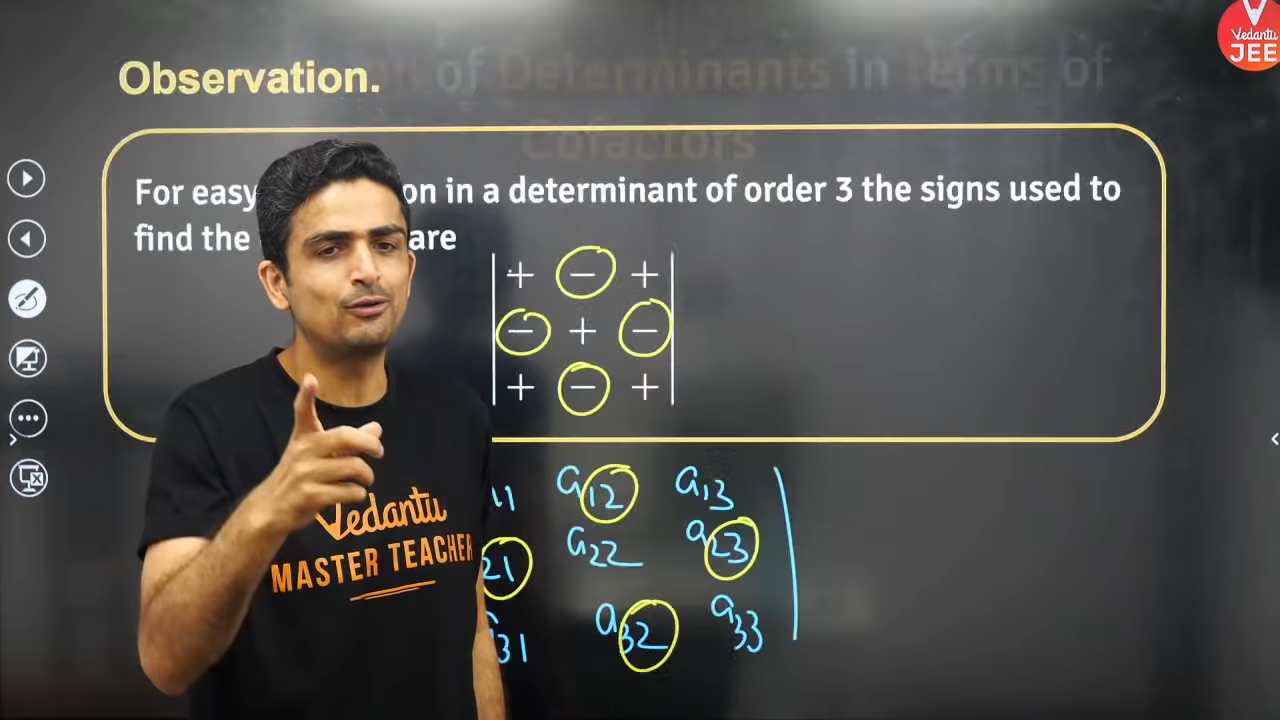 Vedantu
JEE
Observation.
of Determinants in Terms of
Cofactors
For easy on in a determinant of order 3 the signs used to
find the are
+ − +
− + −
+ − +
a12 a13
21 a22 a23
31 a32 a33
Vedantu
MASTER TEACHER